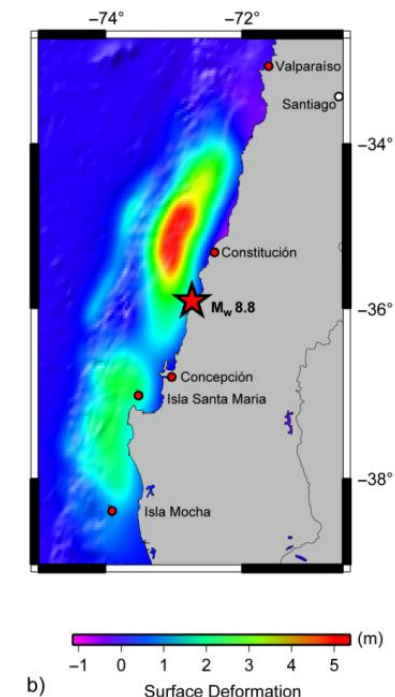 −74° −72°
Valparaíso
Santiago
−34°
Constitución
−36°
Mw 8.8
Concepción
Isla Santa Maria
−38°
Isla Mocha
(m)
−1 0 1 2 3 4 5
b) Surface Deformation